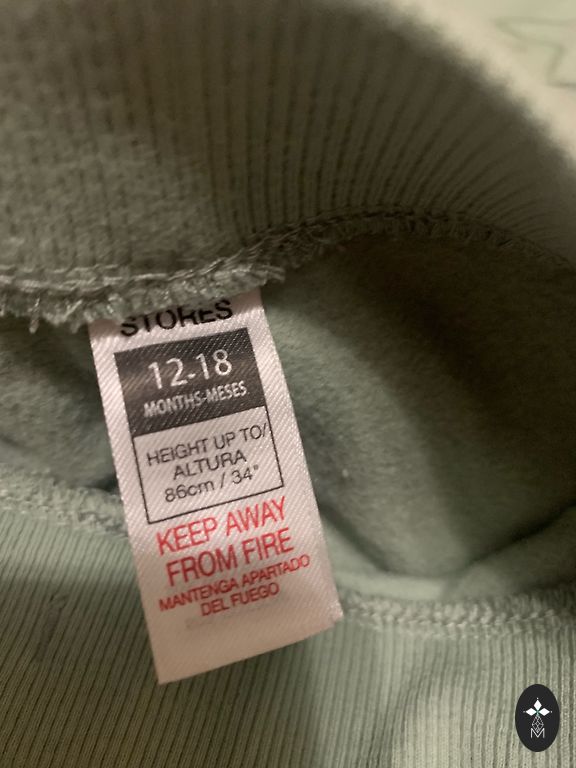 STORES
12-18
MONTHS-MESES
HEIGHT UP TO/
ALTURA
86cm / 34"
KEEP AWAY
FROM FIRE
MANTENGA APARTADO
DEL FUEGO
M